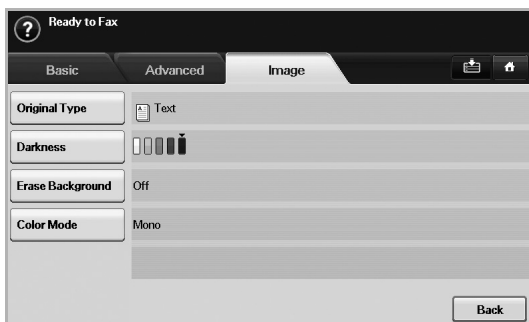 Ready to Fax
Basic Advanced Image
Original Type Text
Darkness
Erase Background Off
Color Mode Mono
Back